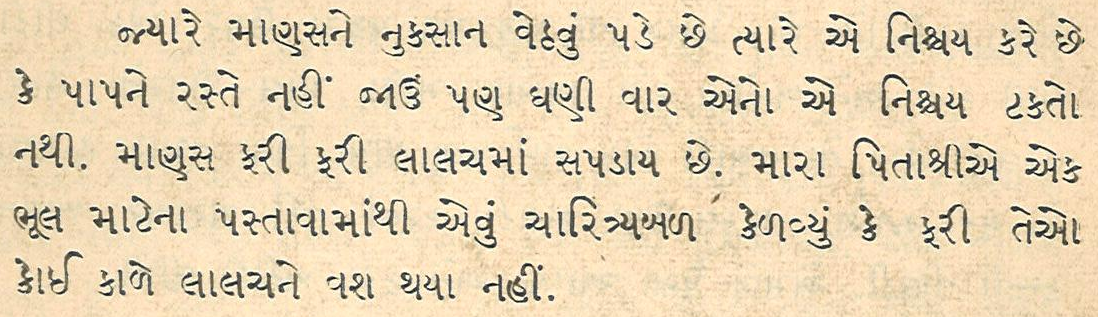 જ્યારે માણસને નુકસાન વેઠવું પડે છે ત્યારે એ નિશ્ચય કરે છે
કે પાપને રસ્તે નહીં જાઉં પણ ઘણી વાર એનો એ નિશ્ચય ટકતો
નથી. માણસ ફરી ફરી લાલચમાં સપડાય છે. મારા પિતાશ્રીએ એક
ભૂલ માટેના પસ્તાવામાંથી એવું ચારિત્ર્યબળ કેળવ્યું કે ફરી તેઓ
કોઈ કાળે લાલચને વશ થયા નહીં.